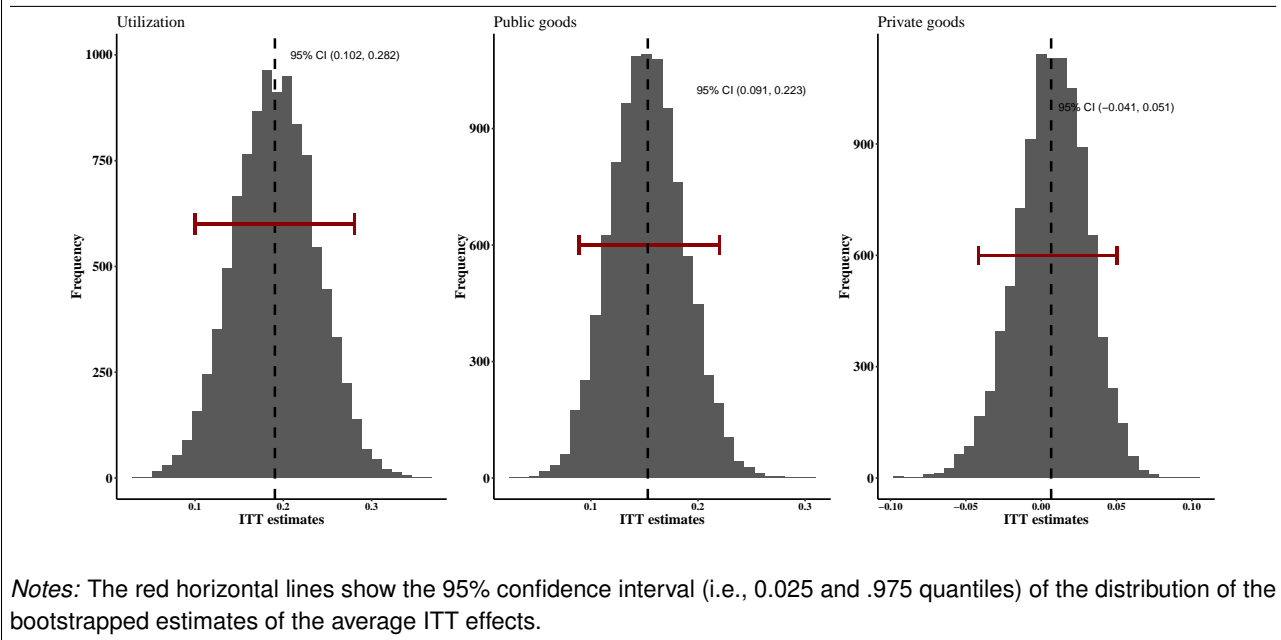 Utilization
Public goods
Private goods
95% CI (0.102, 0.282)
95% CI (0.091, 0.223)
95% CI (−0.041, 0.051)
Frequency
1000
750
500
250
0
0.1
0.2
0.3
ITT estimates
Frequency
900
600
300
0
0.1
0.2
0.3
ITT estimates
Frequency
900
600
300
0
−0.10
−0.05
0.00
0.05
0.10
ITT estimates
Notes: The red horizontal lines show the 95% confidence interval (i.e., 0.025 and .975 quantiles) of the distribution of the
bootstrapped estimates of the average ITT effects.